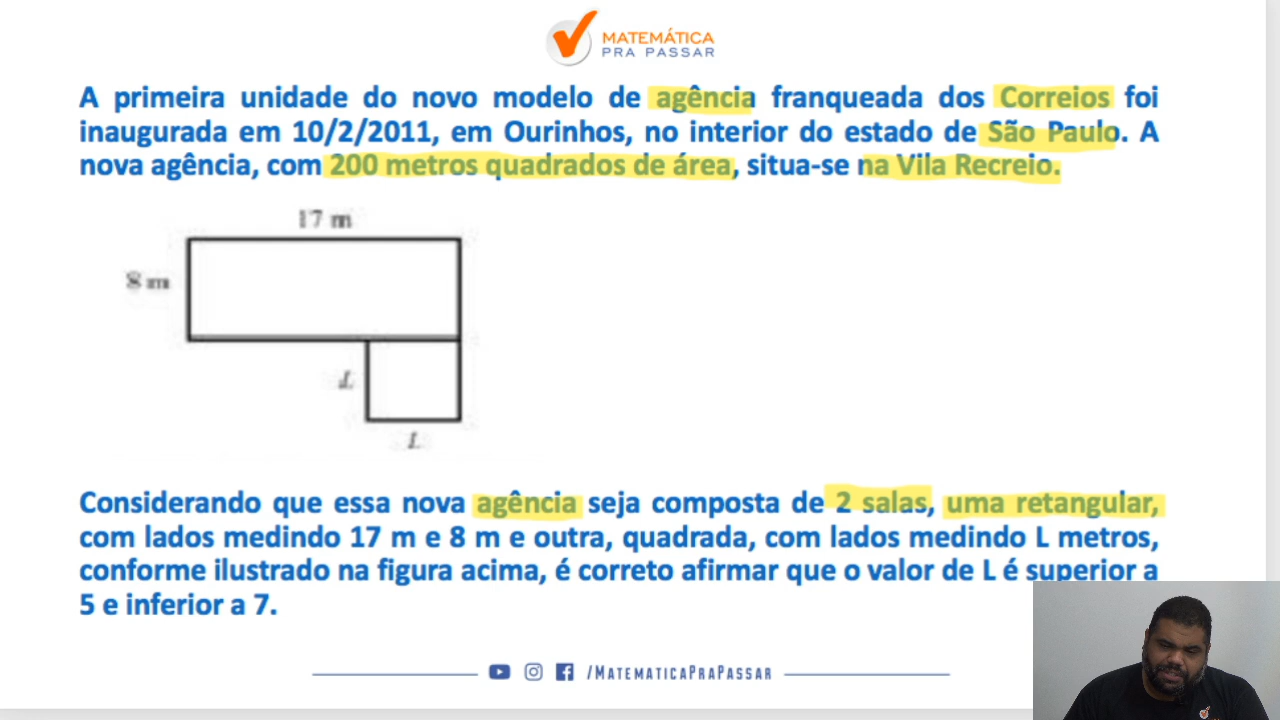 MATEMÁTICA
PRA PASSAR
A primeira unidade do novo modelo de agência franqueada dos Correios foi
inaugurada em 10/2/2011, em Ourinhos, no interior do estado de São Paulo. A
nova agência, com 200 metros quadrados de área, situa-se na Vila Recreio.
17 m
8 m
L
L
Considerando que essa nova agência seja composta de 2 salas, uma retangular,
com lados medindo 17 m e 8 m e outra, quadrada, com lados medindo L metros,
conforme ilustrado na figura acima, é correto afirmar que o valor de L é superior a
5 e inferior a 7.
/MATEMATICAPRAPASSAR